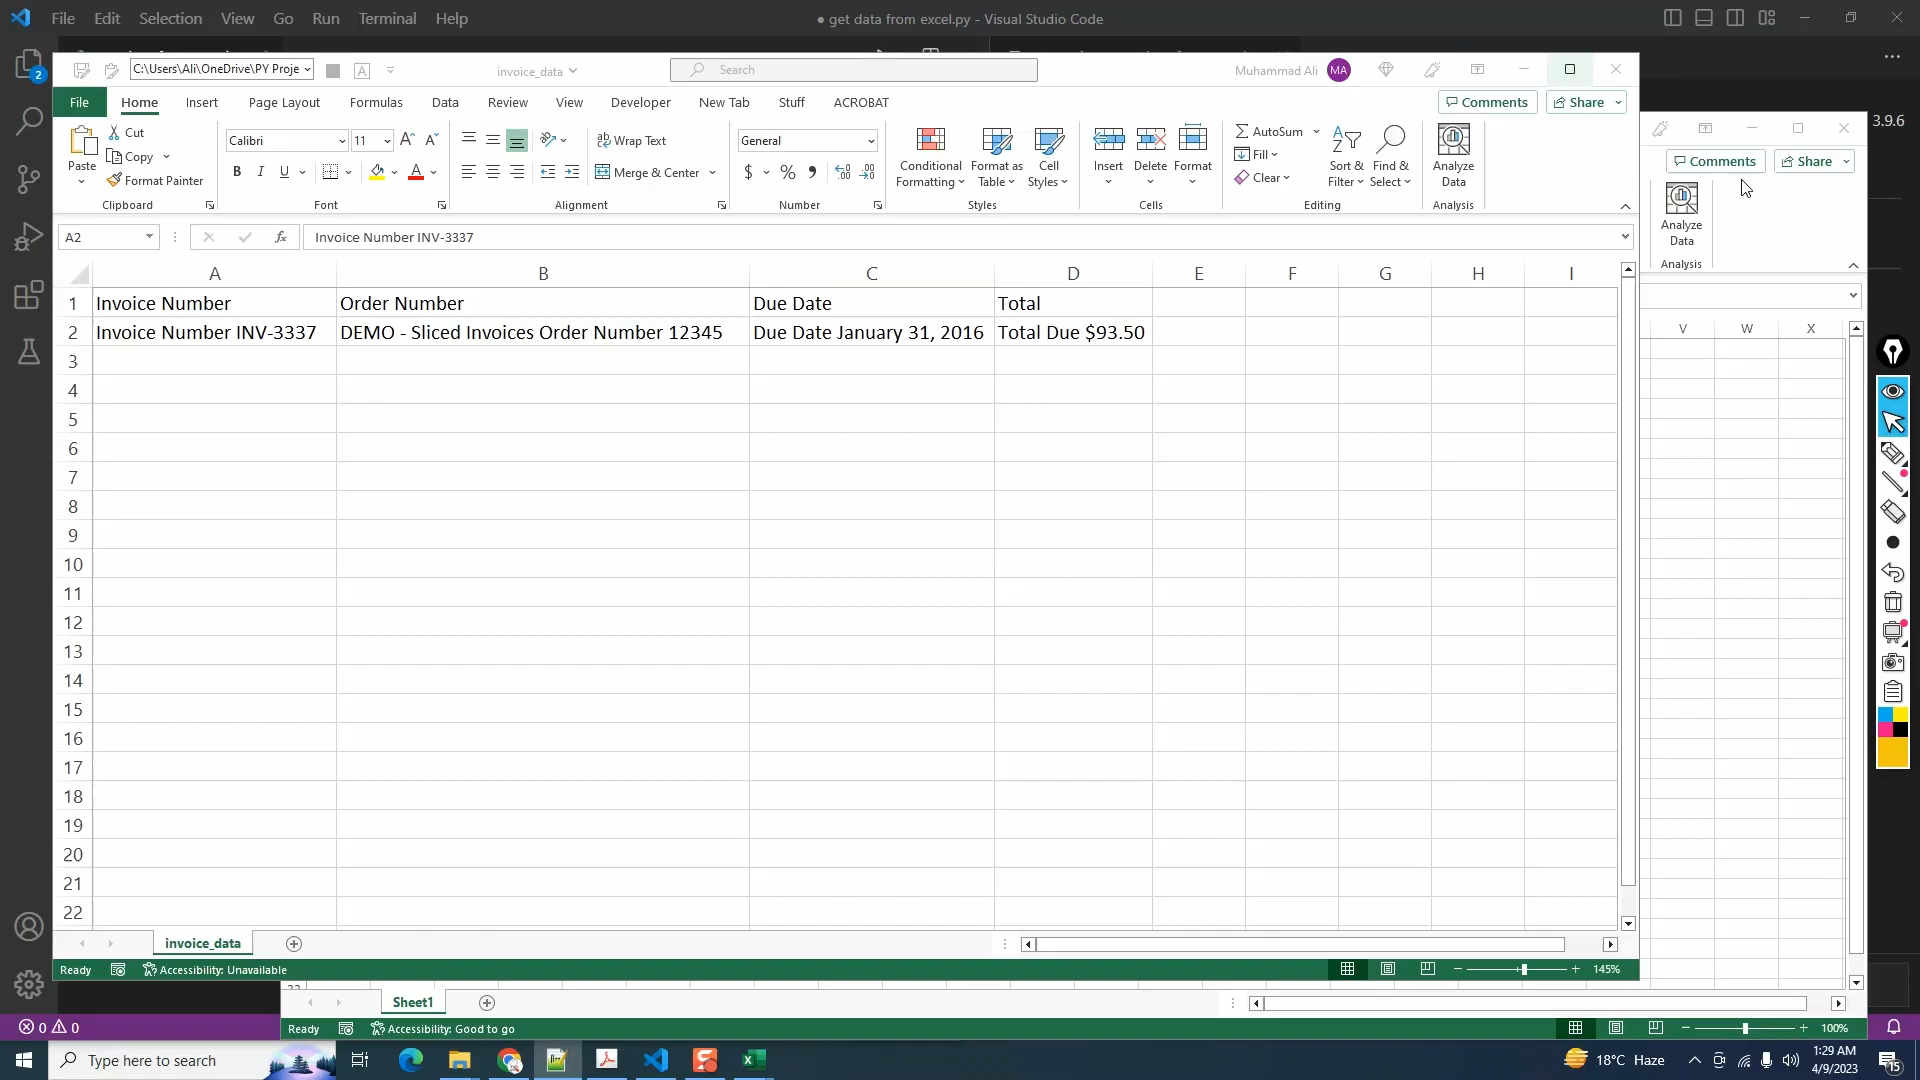 File Edit Selection View Go Run Terminal Help
● get data from excel.py - Visual Studio Code
C:\Users\Ali\OneDrive\PY Proje
invoice_data
Search
Muhammad Ali MA
File Home Insert Page Layout Formulas Data Review View Developer New Tab Stuff ACROBAT
Comments Share
3.9.6
Comments Share
Paste
Cut
Copy
Format Painter
Clipboard
Calibri 11
B I U
Font
Wrap Text
Merge & Center
Alignment
General
$ % ,
Number
Conditional Formatting
Format as Table
Cell Styles
Styles
Insert Delete Format
Cells
AutoSum
Fill
Clear
Sort & Filter
Find & Select
Editing
Analyze Data
Analysis
Analyze
Data
Analysis
A2
fx
Invoice Number INV-3337
A B C D E F G H I
V W X
1 Invoice Number Order Number Due Date Total
2 Invoice Number INV-3337 DEMO - Sliced Invoices Order Number 12345 Due Date January 31, 2016 Total Due $93.50
3
4
5
6
7
8
9
10
11
12
13
14
15
16
17
18
19
20
21
22
invoice_data
Ready Accessibility: Unavailable 145%
Sheet1
Ready Accessibility: Good to go 100%
2
0 0
Type here to search
18°C Haze
1:29 AM
4/9/2023
15